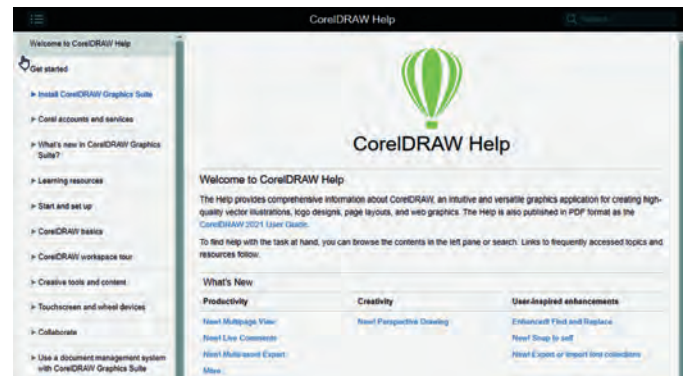 CorelDRAW Help
Search
Welcome to CorelDRAW Help
Get started
Install CorelDRAW Graphics Suite
Corel accounts and services
What's new in CorelDRAW Graphics
Suite?
Learning resources
Start and set up
CorelDRAW basics
CorelDRAW workspace tour
Creative tools and content
Touchscreen and wheel devices
Collaborate
Use a document management system
with CorelDRAW Graphics Suite
CorelDRAW Help
Welcome to CorelDRAW Help
The Help provides comprehensive information about CorelDRAW, an intuitive and versatile graphics application for creating high-
quality vector illustrations, logo designs, page layouts, and web graphics. The Help is also published in PDF format as the
CorelDRAW 2021 User Guide.
To find help with the task at hand, you can browse the contents in the left pane or search. Links to frequently accessed topics and
resources follow.
What's New
Productivity Creativity User-inspired enhancements
New! Multipage View New! Perspective Drawing Enhanced! Find and Replace
New! Live Comments New! Snap to self
New! Multi-asset Export New! Export or import font collections
More